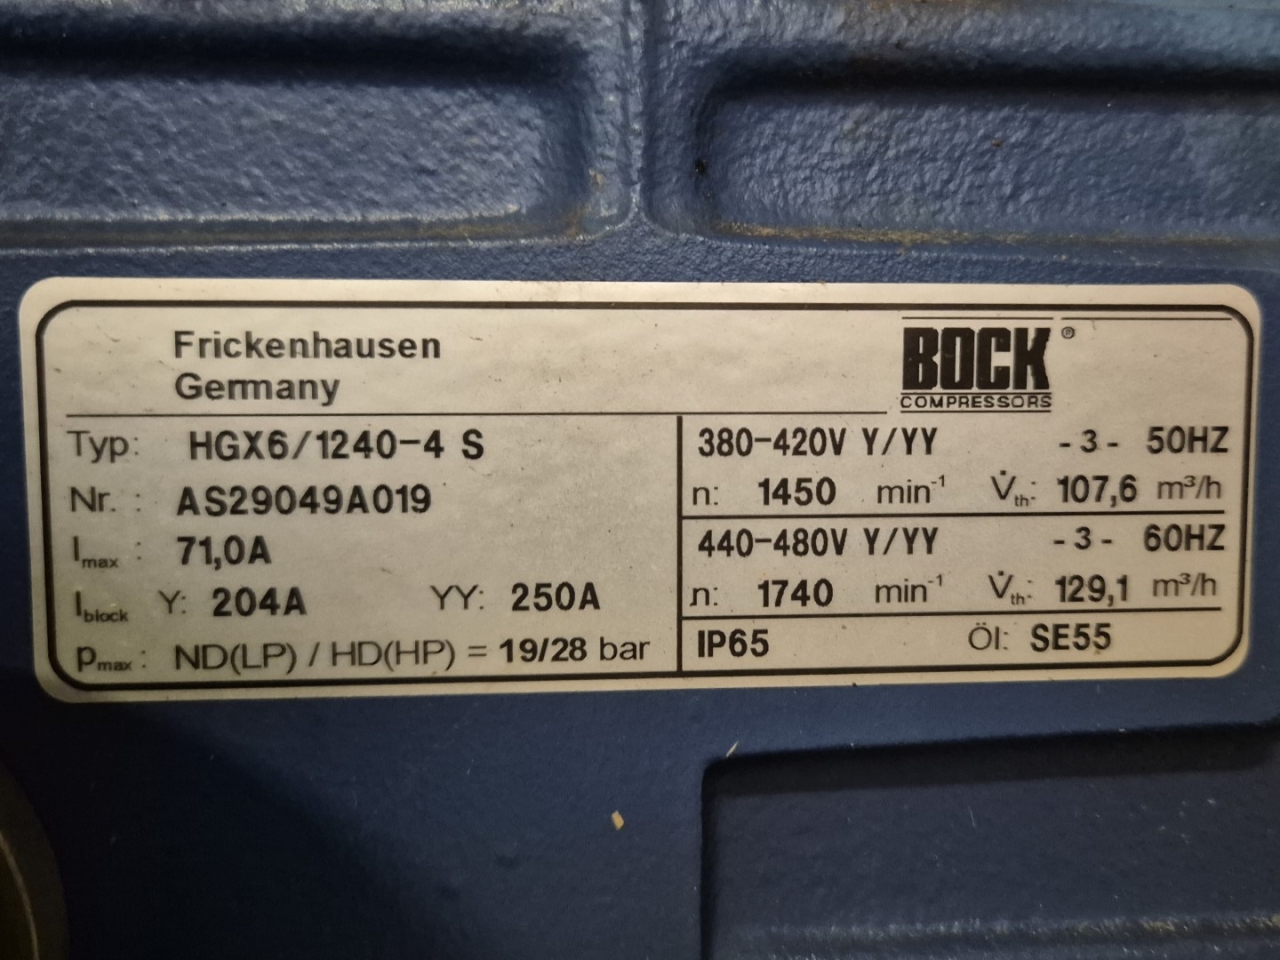 Frickenhausen
Germany
BOCK®
COMPRESSORS
Typ: HGX6/1240-4 S
Nr. : AS29049A019
Imax : 71,0A
Iblock Y: 204A YY: 250A
pmax : ND(LP) / HD(HP) = 19/28 bar
380-420V Y/YY -3- 50HZ
n: 1450 min⁻¹ V̇th: 107,6 m³/h
440-480V Y/YY -3- 60HZ
n: 1740 min⁻¹ V̇th: 129,1 m³/h
IP65 Öl: SE55